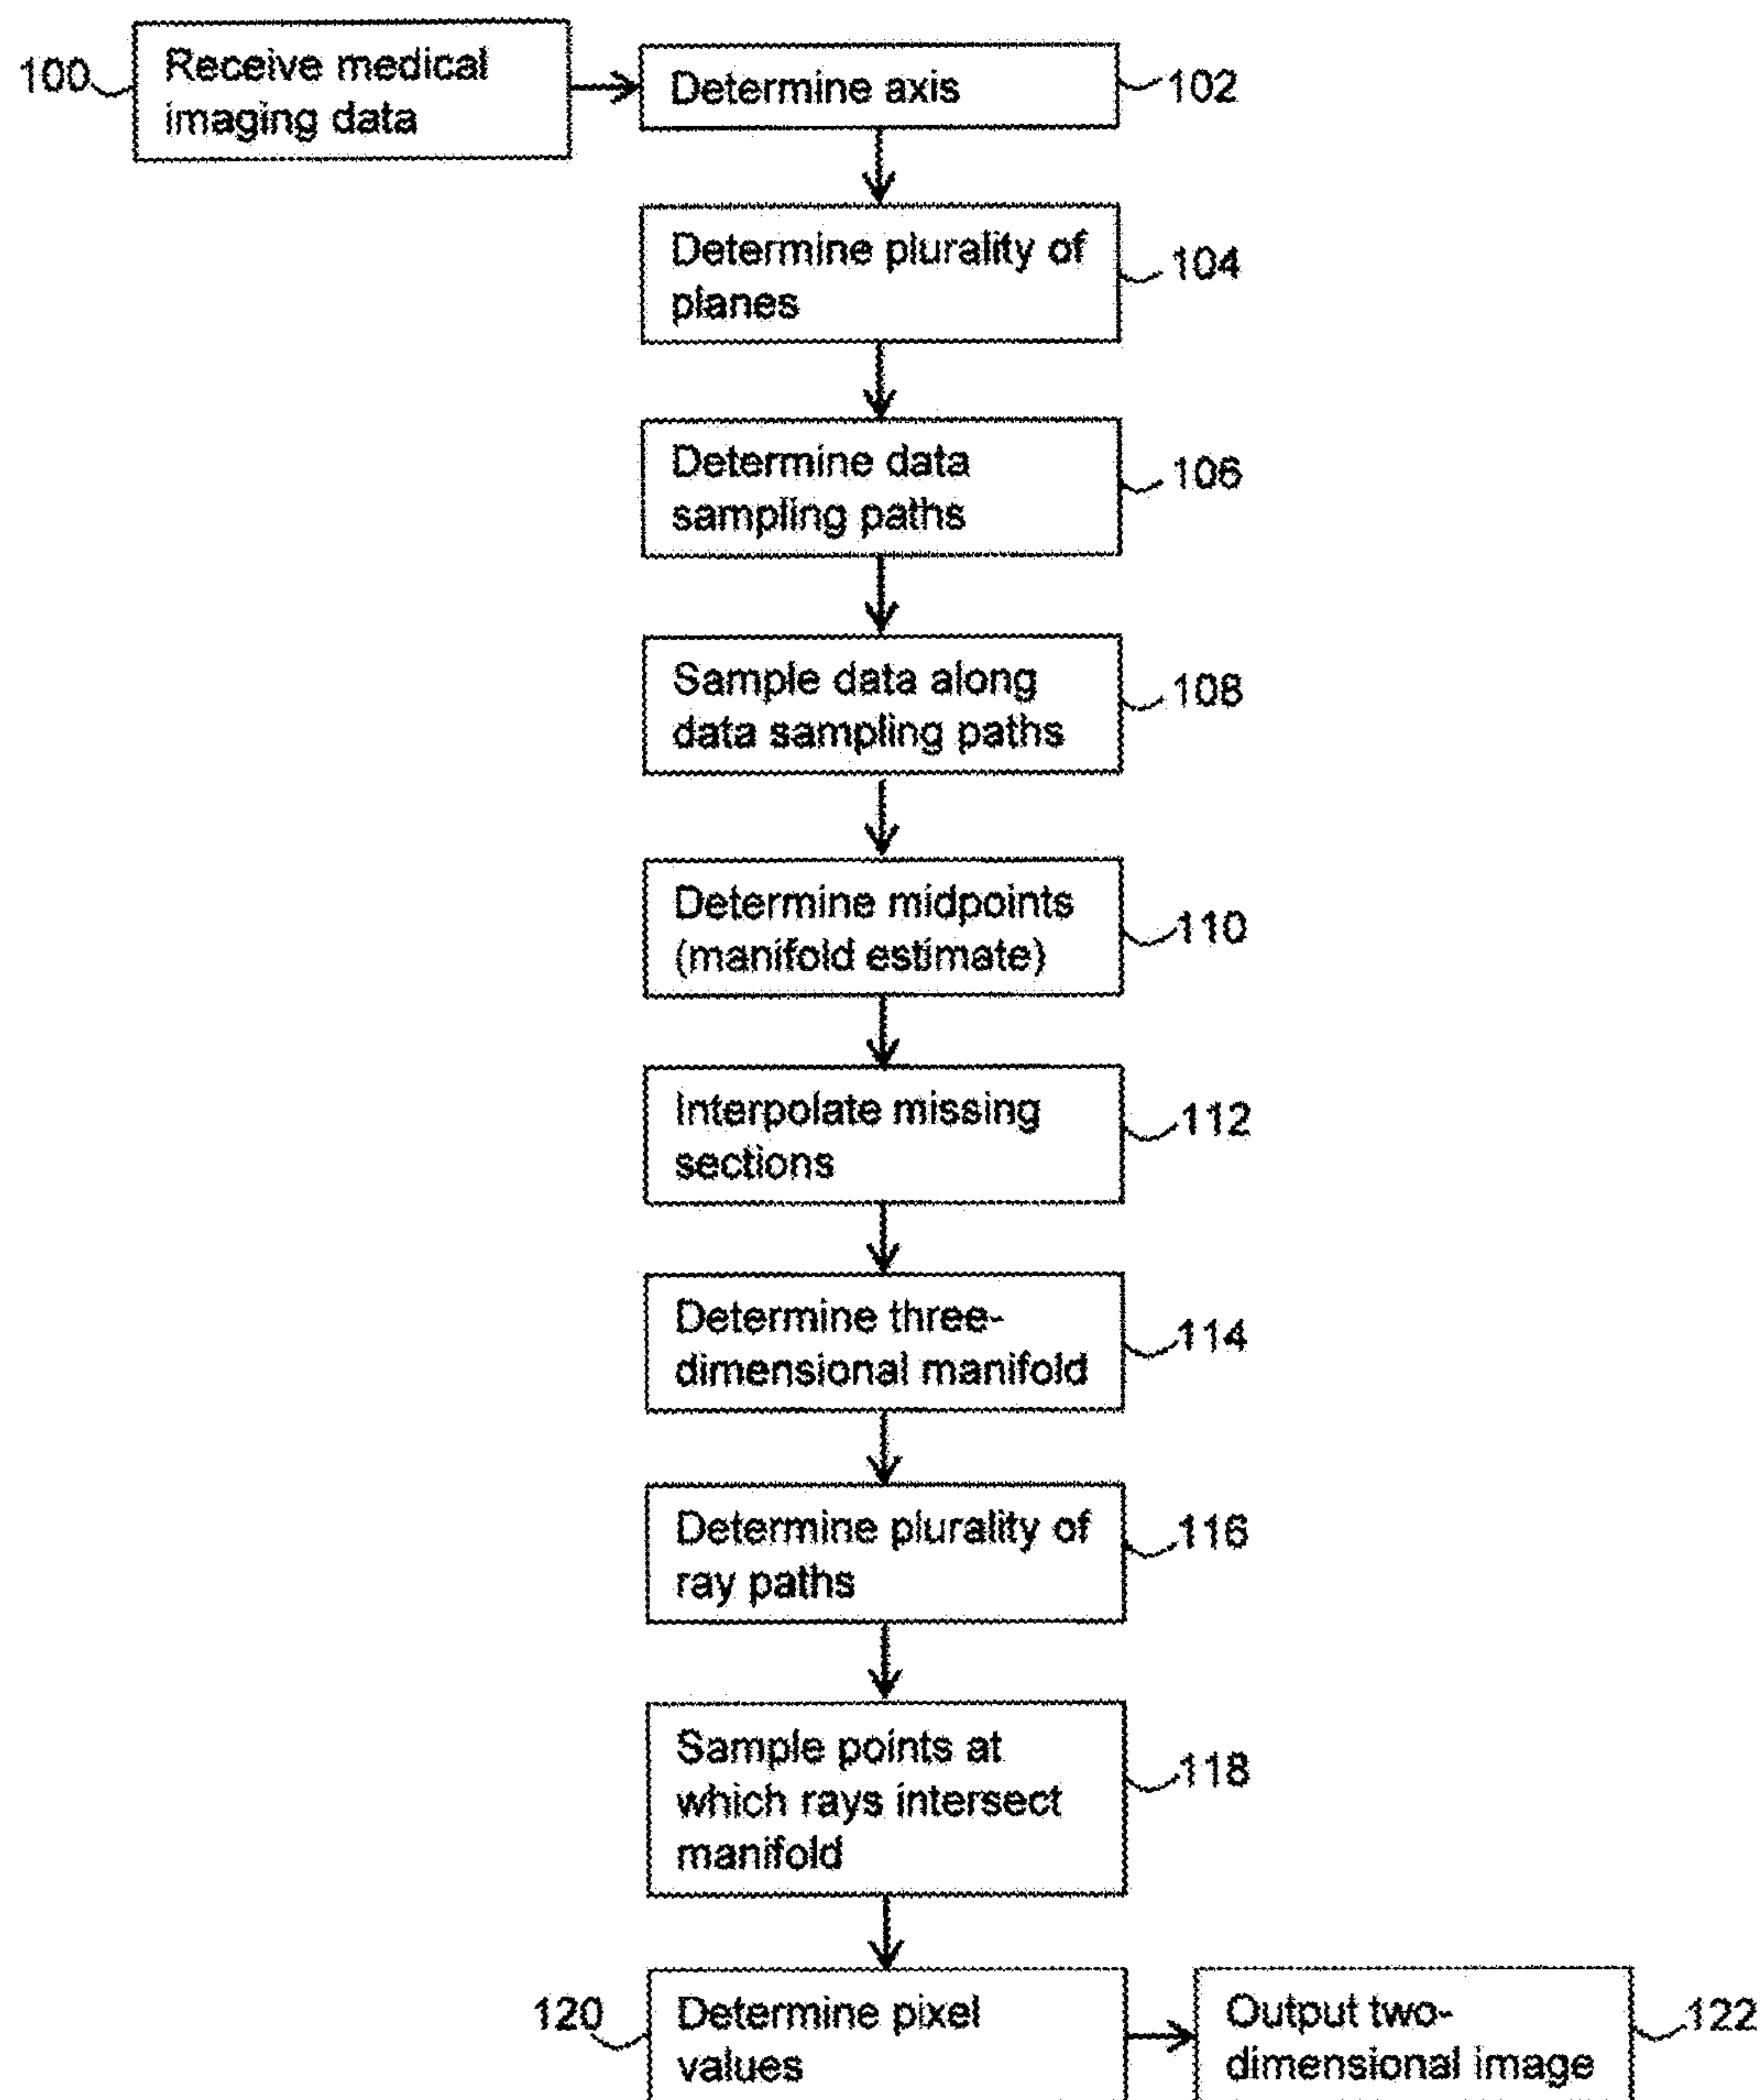 100
Receive medical
imaging data
Determine axis
102
Determine plurality of
planes
104
Determine data
sampling paths
106
Sample data along
data sampling paths
108
Determine midpoints
(manifold estimate)
110
Interpolate missing
sections
112
Determine three-
dimensional manifold
114
Determine plurality of
ray paths
116
Sample points at
which rays intersect
manifold
118
120
Determine pixel
values
Output two-
dimensional image
122